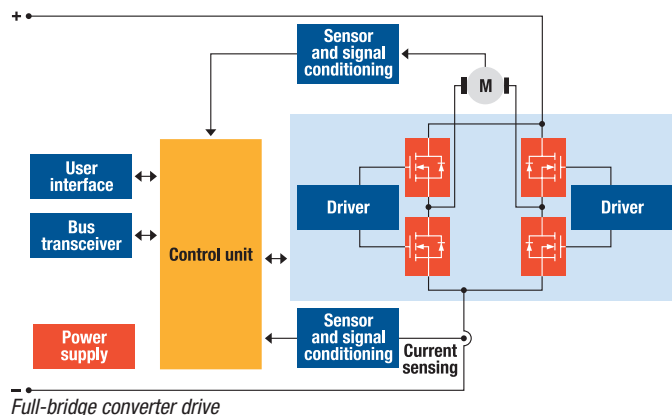 +
Sensor
and signal
conditioning
M
User
interface
Driver
Driver
Bus
transceiver
Control unit
Power
supply
Sensor
and signal
conditioning
Current
sensing
–
Full-bridge converter drive